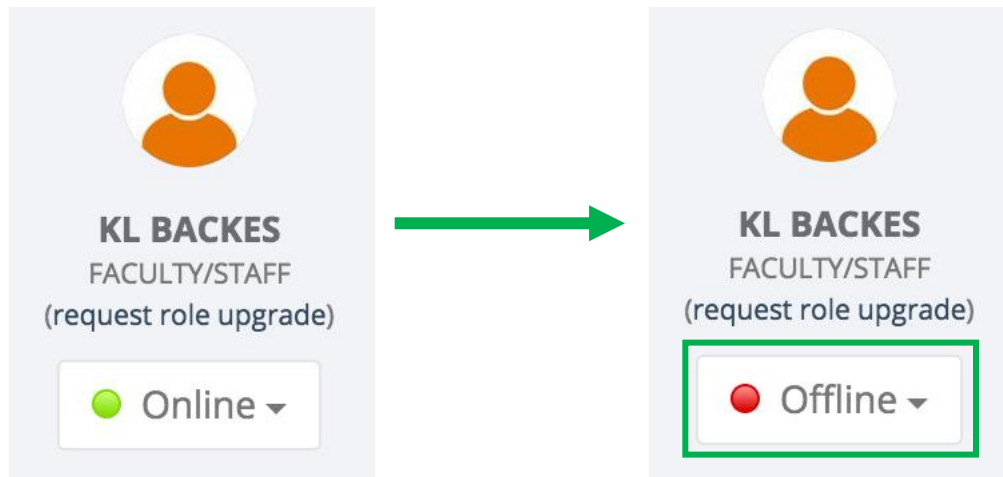 KL BACKES
FACULTY/STAFF
(request role upgrade)
Online
KL BACKES
FACULTY/STAFF
(request role upgrade)
Offline